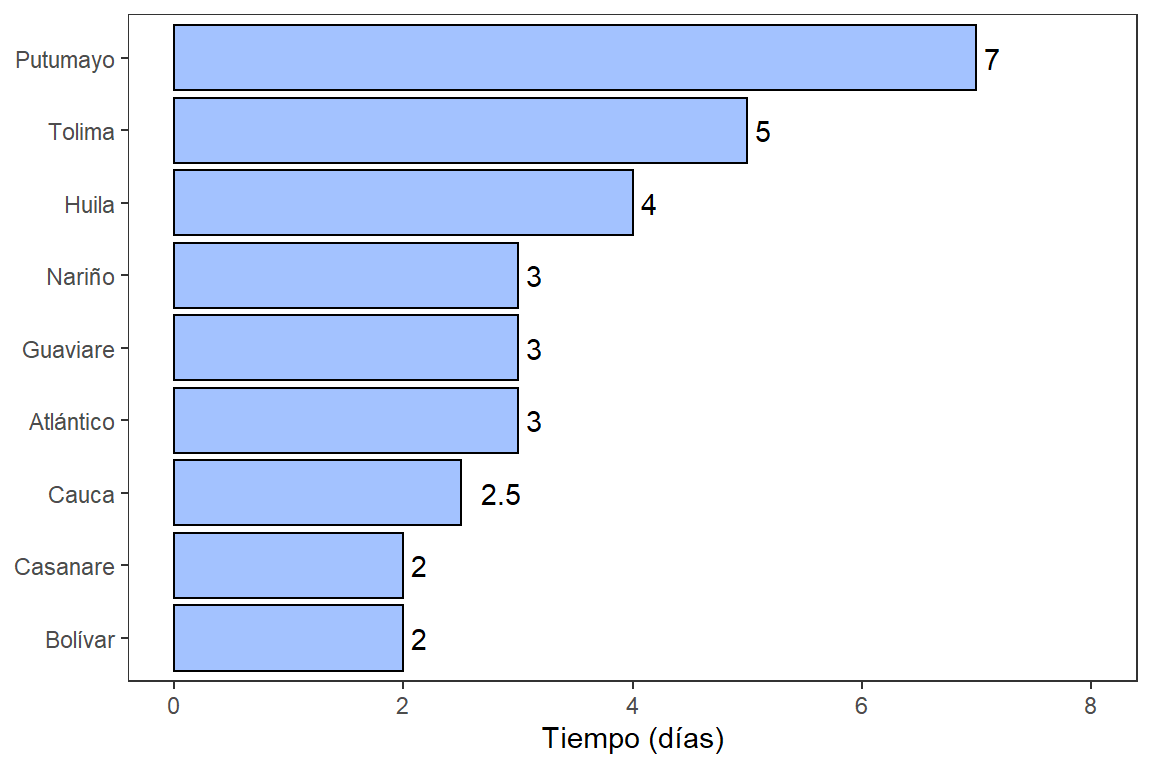 Putumayo 7
Tolima 5
Huila 4
Nariño 3
Guaviare 3
Atlántico 3
Cauca 2.5
Casanare 2
Bolívar 2
0 2 4 6 8
Tiempo (días)